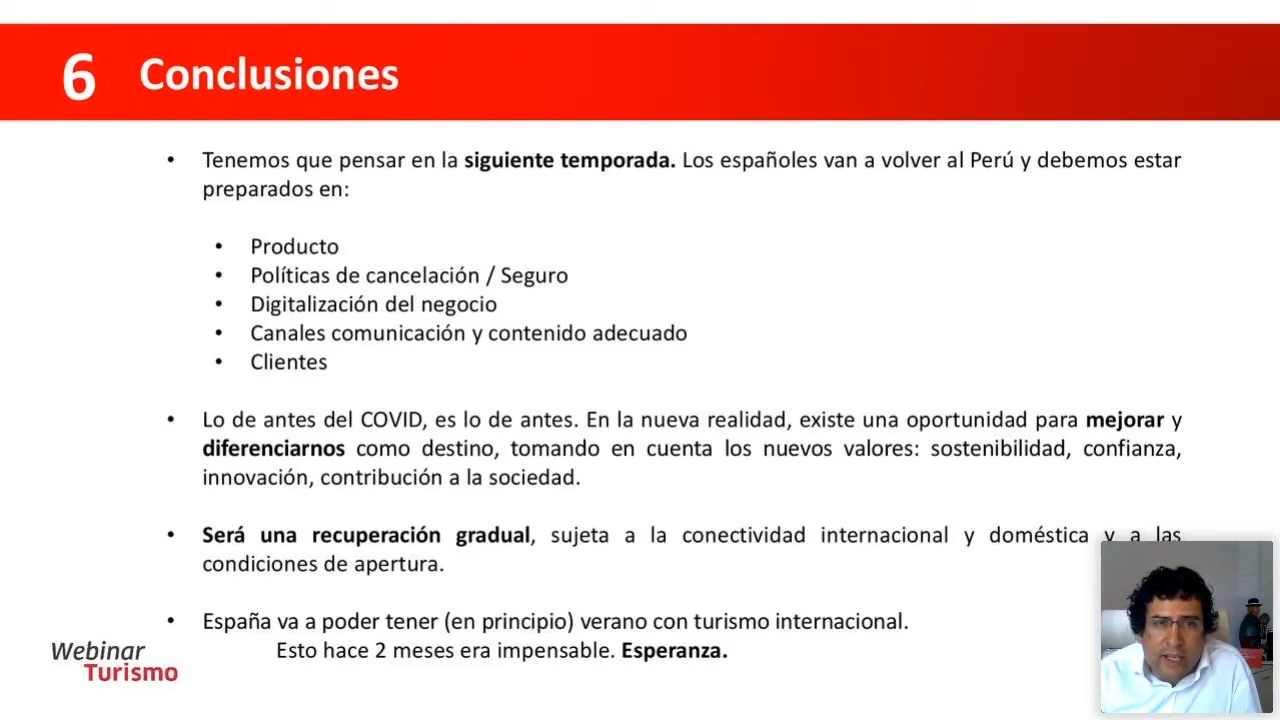 6 Conclusiones
• Tenemos que pensar en la siguiente temporada. Los españoles van a volver al Perú y debemos estar
preparados en:
• Producto
• Políticas de cancelación / Seguro
• Digitalización del negocio
• Canales comunicación y contenido adecuado
• Clientes
• Lo de antes del COVID, es lo de antes. En la nueva realidad, existe una oportunidad para mejorar y
diferenciarnos como destino, tomando en cuenta los nuevos valores: sostenibilidad, confianza,
innovación, contribución a la sociedad.
• Será una recuperación gradual, sujeta a la conectividad internacional y doméstica y a las
condiciones de apertura.
• España va a poder tener (en principio) verano con turismo internacional.
Esto hace 2 meses era impensable. Esperanza.
Webinar
Turismo